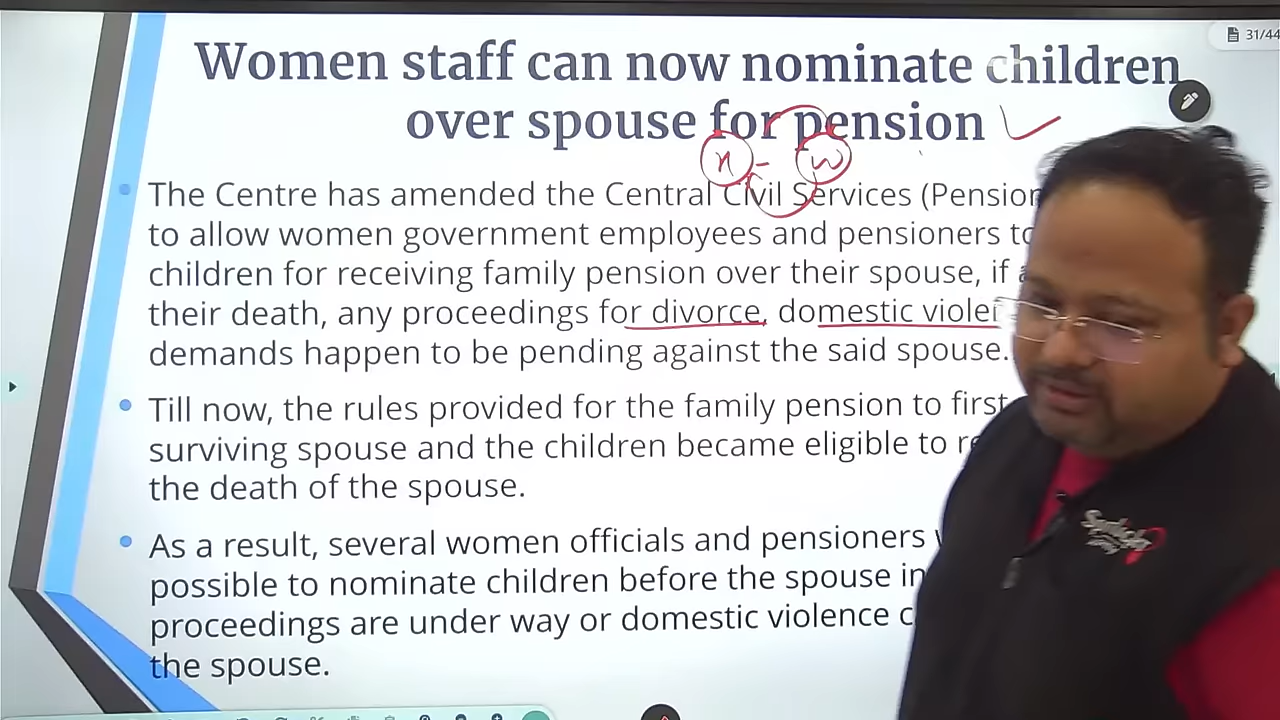 31/44
Women staff can now nominate children
over spouse for pension
n - w
The Centre has amended the Central Civil Services (Pension
to allow women government employees and pensioners to
children for receiving family pension over their spouse, if
their death, any proceedings for divorce, domestic
demands happen to be pending against the said spouse.
Till now, the rules provided for the family pension to first
surviving spouse and the children became eligible to
the death of the spouse.
As a result, several women officials and pensioners
possible to nominate children before the spouse in
proceedings are under way or domestic violence
the spouse.